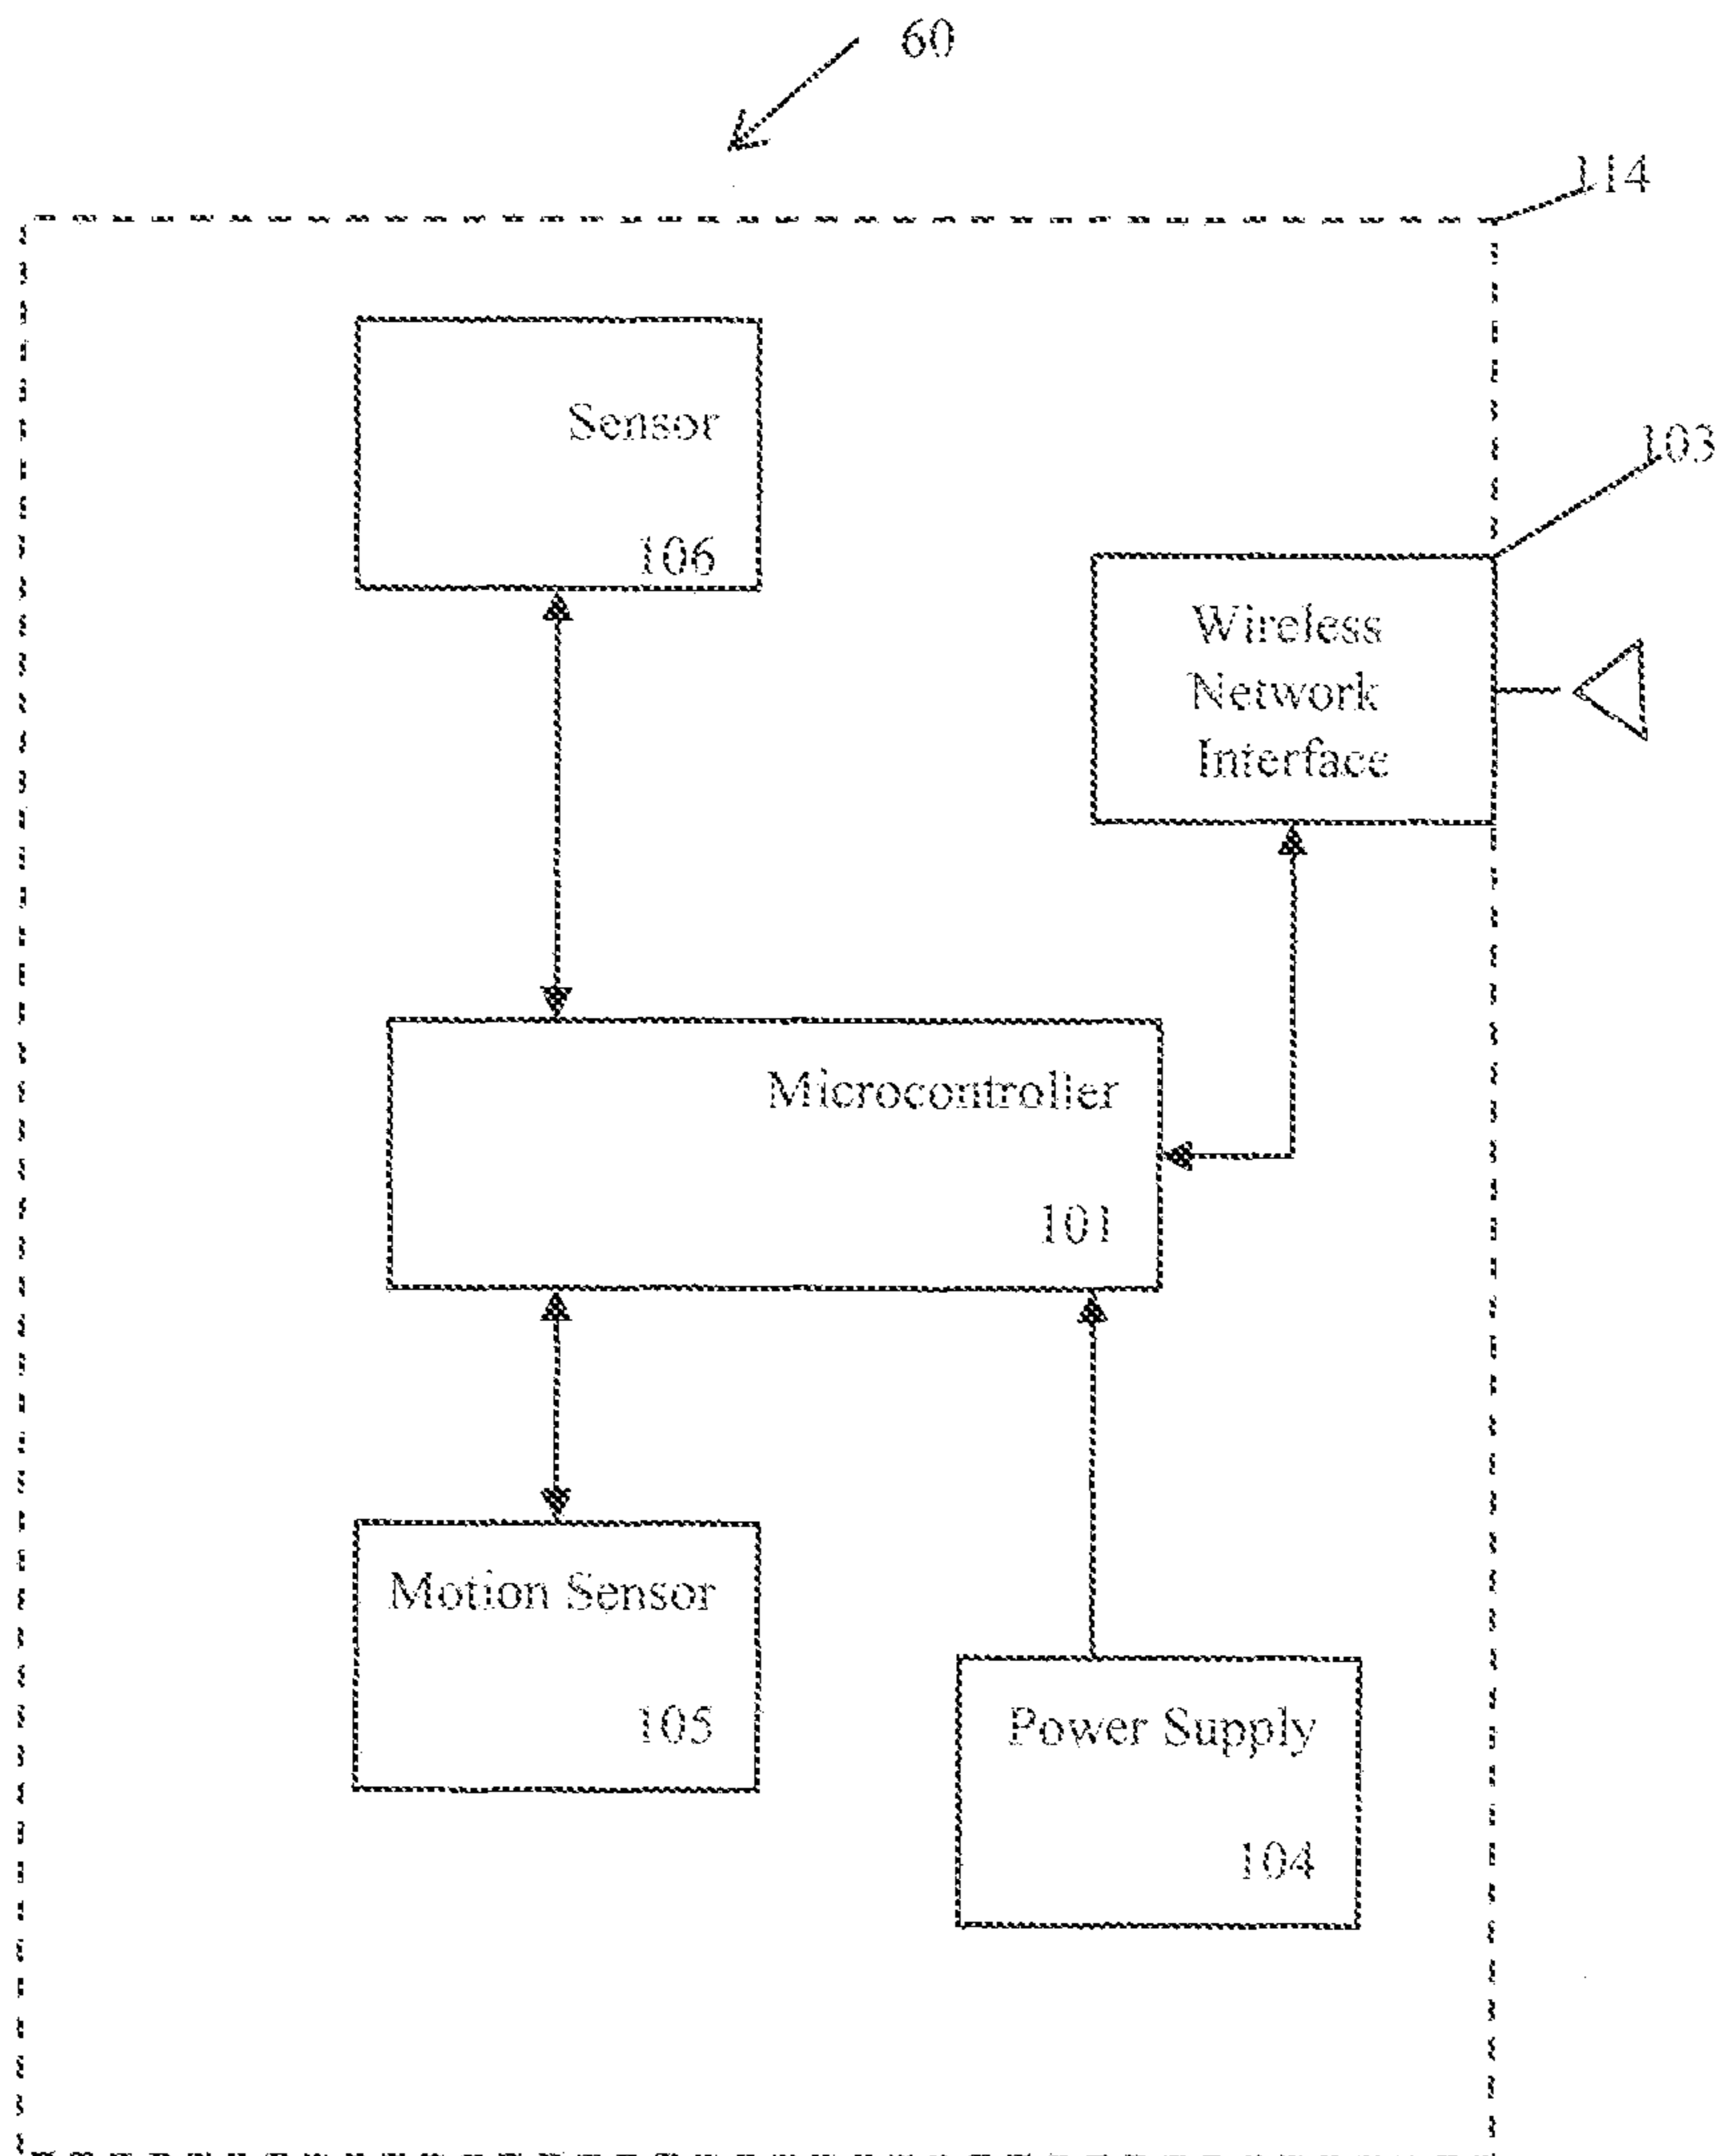 60
114
Sensor
106
103
Wireless
Network
Interface
Microcontroller
101
Motion Sensor
105
Power Supply
104